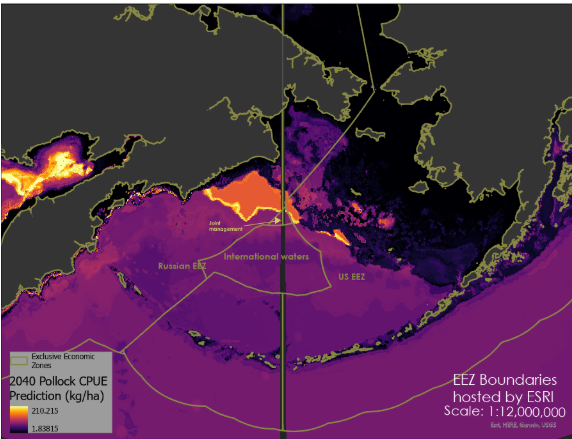 Joint
management
International waters
Russian EEZ
US EEZ
Exclusive Economic
Zones
2040 Pollock CPUE
Prediction (kg/ha)
210.215
1.83815
EEZ Boundaries
hosted by ESRI
Scale: 1:12,000,000
Esri, HERE, Garmin, USGS